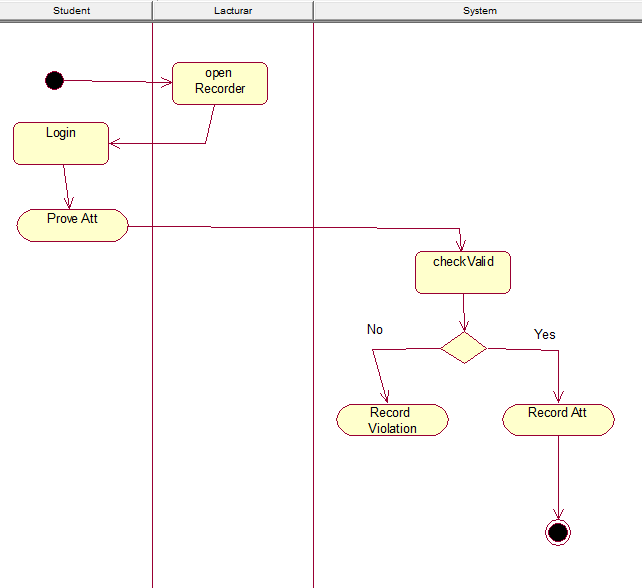 Student
Lacturar
System
open
Recorder
Login
Prove Att
checkValid
No
Yes
Record
Violation
Record Att